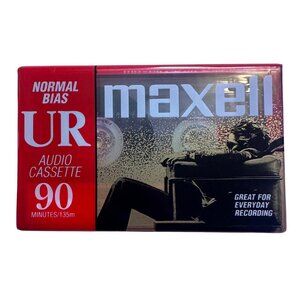 NORMAL
BIAS
UR
AUDIO
CASSETTE
90
MINUTES/135m
maxell
GREAT FOR
EVERYDAY
RECORDING